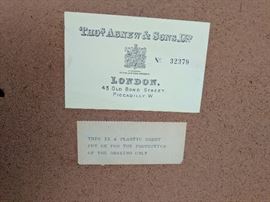 Thos. Agnew & Sons, Ltd.
No 32379
LONDON.
43 OLD BOND STREET
PICCADILLY. W.
THIS IS A PLASTIC SHEET
PUT ON FOR THE PROTECTION
OF THE DRAWING ONLY